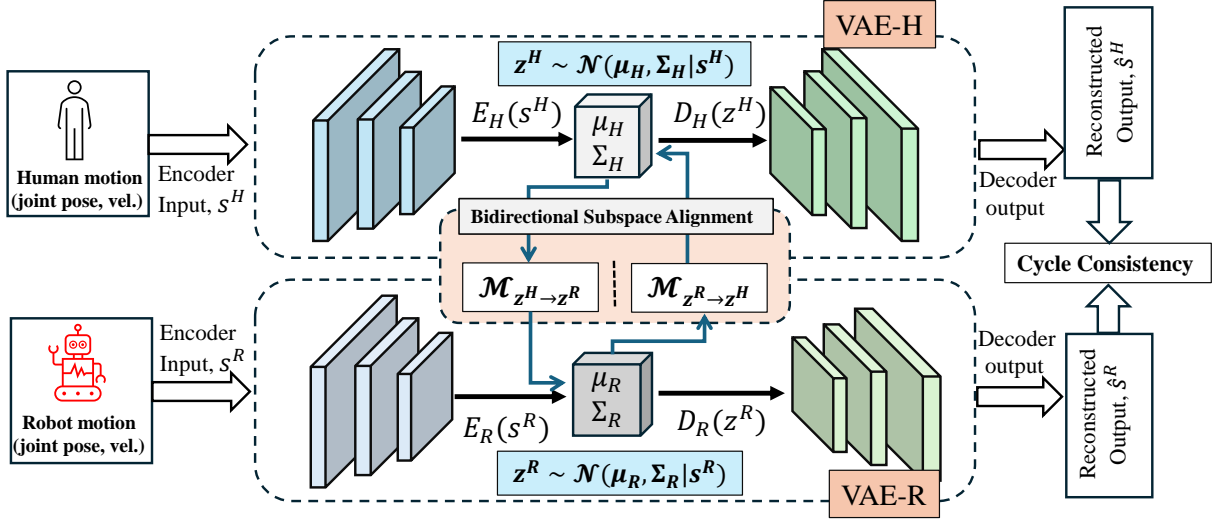 VAE-H
z^H ∼ 𝒩(μ_H, Σ_H|s^H)
Human motion
(joint pose, vel.)
Encoder
Input, s^H
E_H(s^H)
μ_H
Σ_H
D_H(z^H)
Decoder
output
Reconstructed
Output, ŝ^H
Bidirectional Subspace Alignment
ℳ_{z^H→z^R}
ℳ_{z^R→z^H}
Cycle Consistency
Robot motion
(joint pose, vel.)
Encoder
Input, s^R
E_R(s^R)
μ_R
Σ_R
D_R(z^R)
Decoder
output
Reconstructed
Output, ŝ^R
z^R ∼ 𝒩(μ_R, Σ_R|s^R)
VAE-R